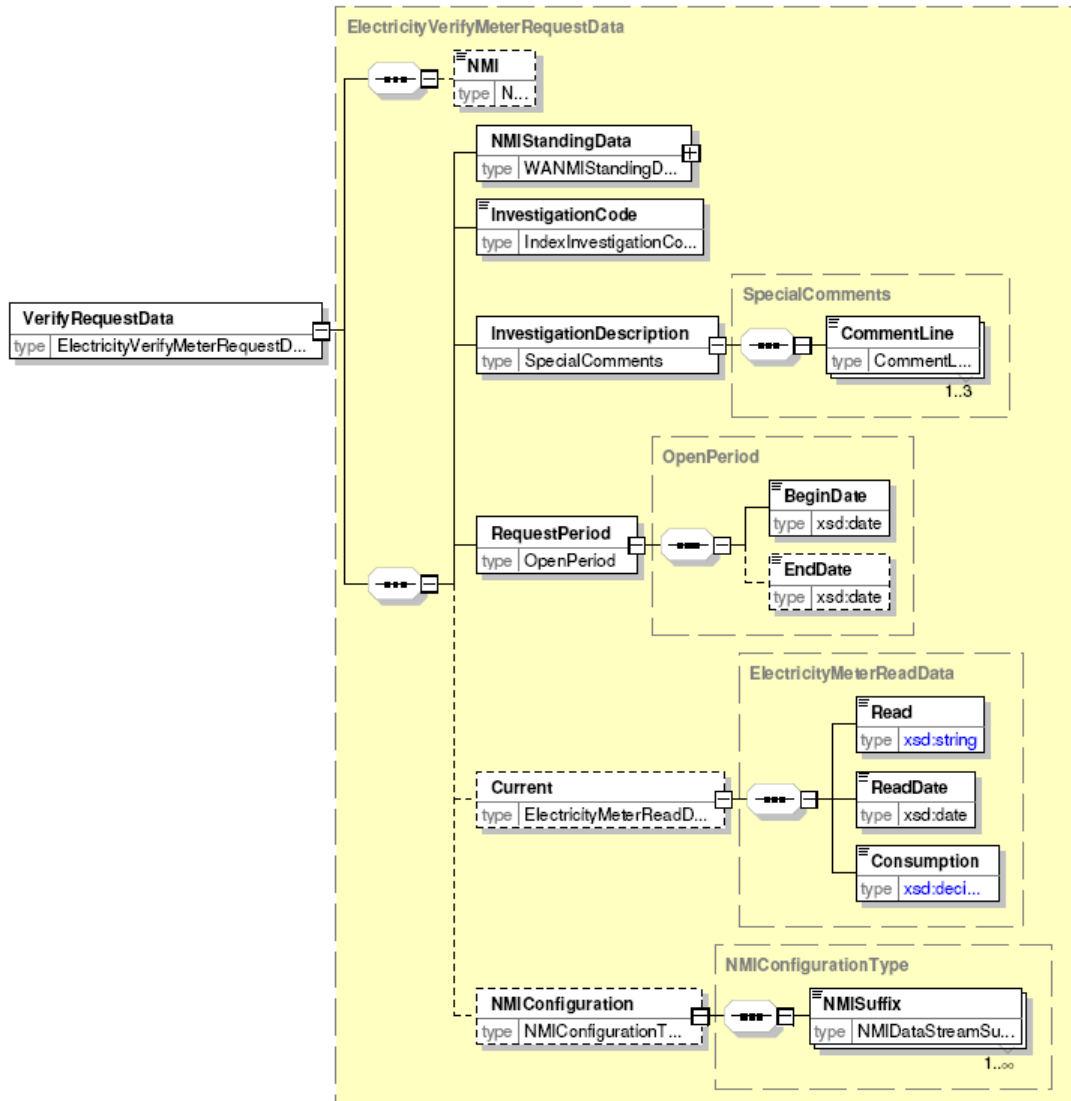 ElectricityVerifyMeterRequestData
NMI
type N...
NMIStandingData
type WANMIStandingD...
InvestigationCode
type IndexInvestigationCo...
SpecialComments
VerifyRequestData
type ElectricityVerifyMeterRequestD...
InvestigationDescription
type SpecialComments
CommentLine
type CommentL...
1..3
OpenPeriod
BeginDate
type xsd:date
RequestPeriod
type OpenPeriod
EndDate
type xsd:date
ElectricityMeterReadData
Read
type xsd:string
Current
type ElectricityMeterReadD...
ReadDate
type xsd:date
Consumption
type xsd:deci...
NMIConfigurationType
NMIConfiguration
type NMIConfigurationT...
NMISuffix
type NMIDataStreamSu...
1..∞